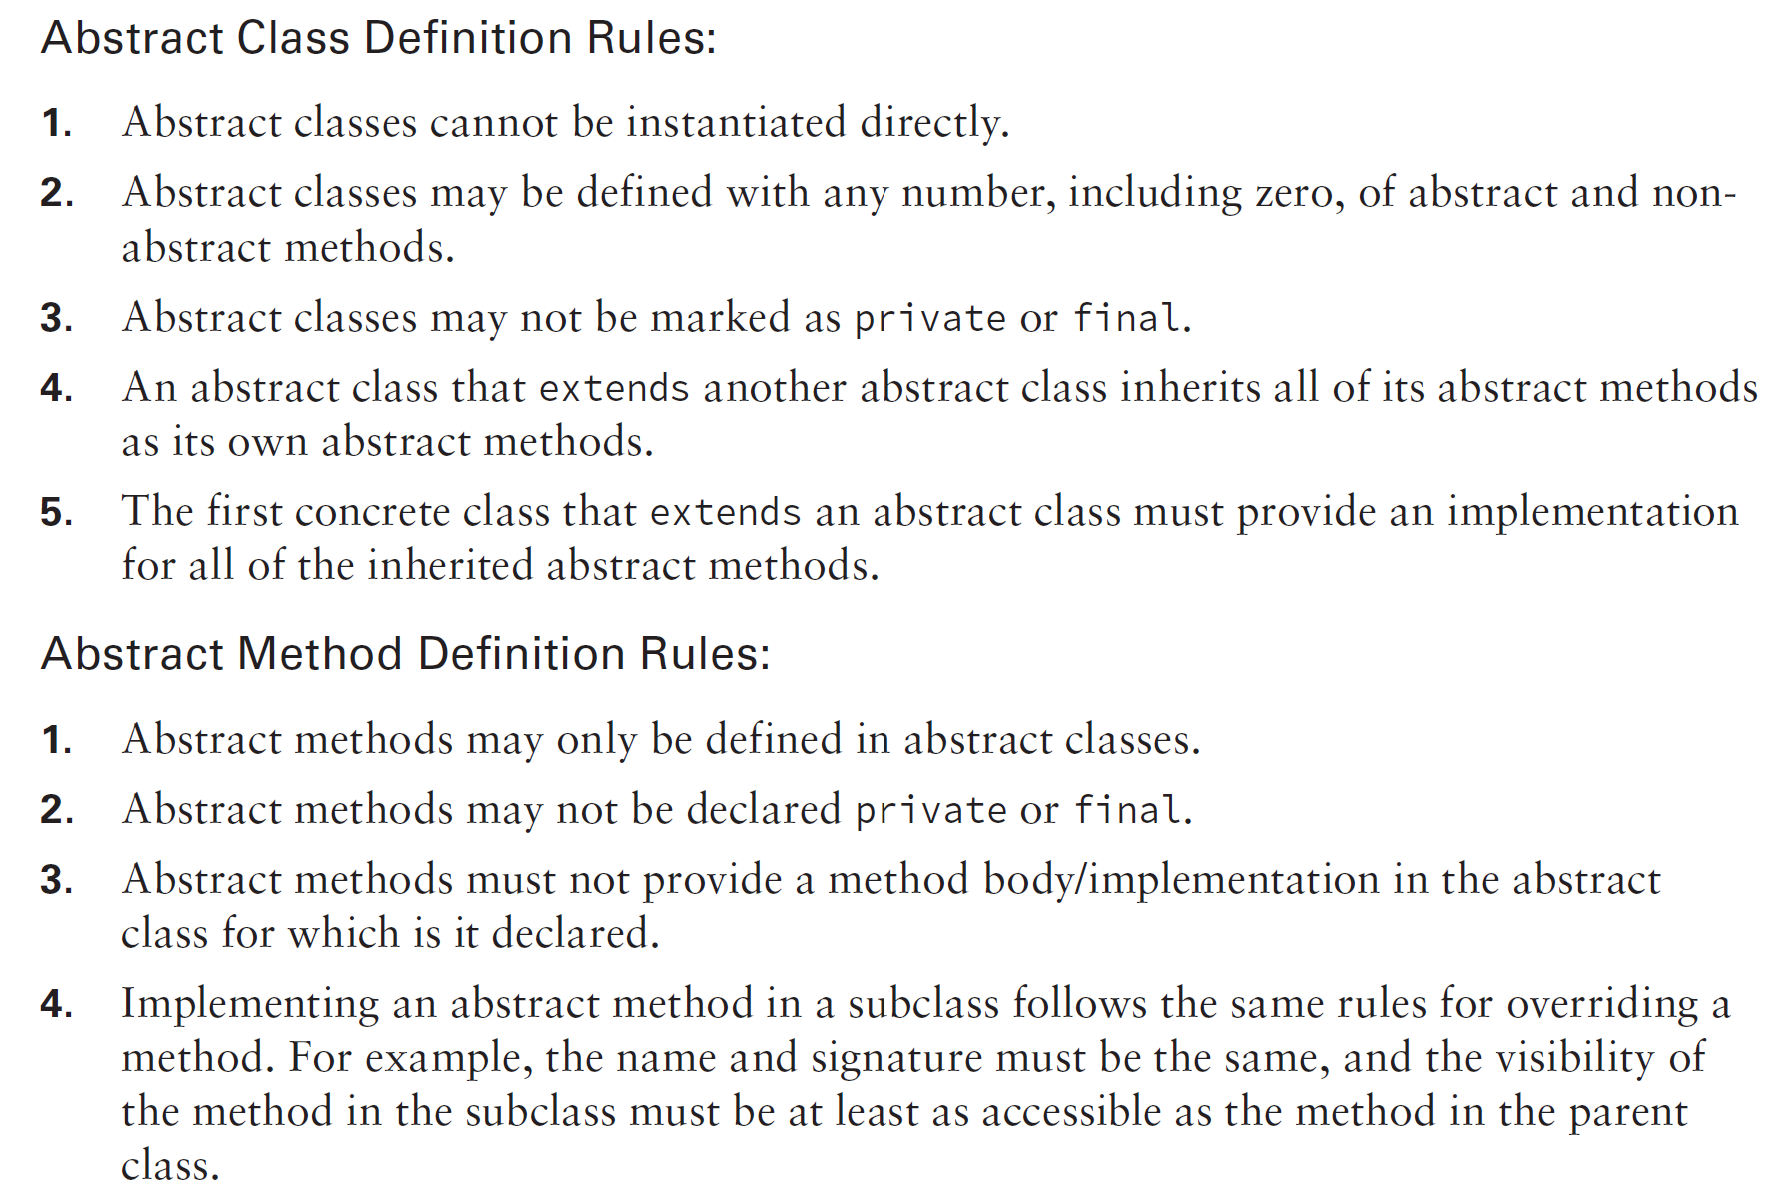 Abstract Class Definition Rules:
1. Abstract classes cannot be instantiated directly.
2. Abstract classes may be defined with any number, including zero, of abstract and non-
abstract methods.
3. Abstract classes may not be marked as private or final.
4. An abstract class that extends another abstract class inherits all of its abstract methods
as its own abstract methods.
5. The first concrete class that extends an abstract class must provide an implementation
for all of the inherited abstract methods.
Abstract Method Definition Rules:
1. Abstract methods may only be defined in abstract classes.
2. Abstract methods may not be declared private or final.
3. Abstract methods must not provide a method body/implementation in the abstract
class for which is it declared.
4. Implementing an abstract method in a subclass follows the same rules for overriding a
method. For example, the name and signature must be the same, and the visibility of
the method in the subclass must be at least as accessible as the method in the parent
class.